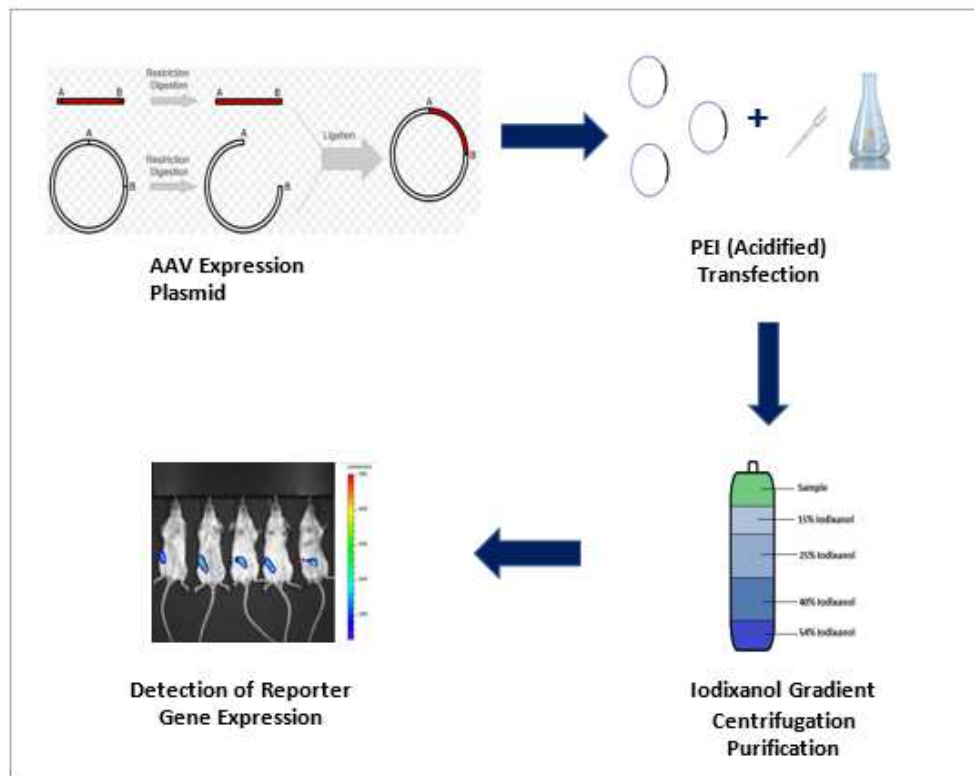 A B
Restriction
Digestion
A B
A
B
Restriction
Digestion
A
B
Ligation
A
B
AAV Expression
Plasmid
+
PEI (Acidified)
Transfection
Sample
15% Iodixanol
25% Iodixanol
40% Iodixanol
54% Iodixanol
Iodixanol Gradient
Centrifugation
Purification
Detection of Reporter
Gene Expression